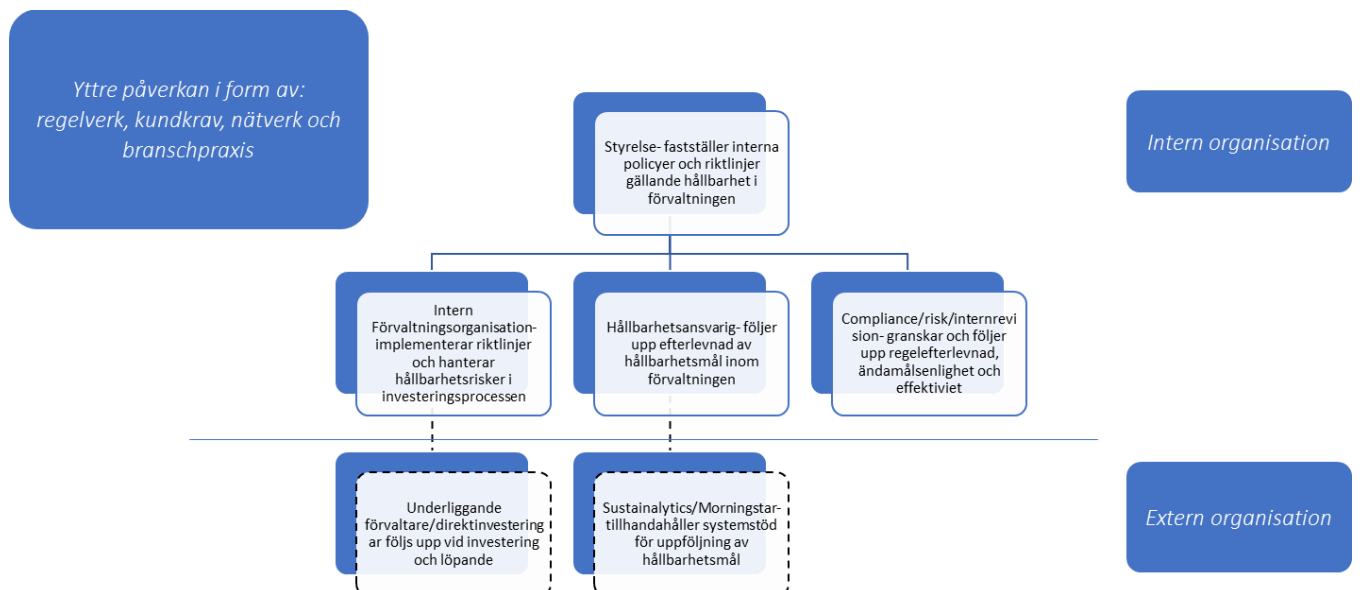 Yttre påverkan i form av:
regelverk, kundkrav, nätverk och
branschpraxis
Styrelse- fastställer interna
policyer och riktlinjer
gällande hållbarhet i
förvaltningen
Intern organisation
Intern
Förvaltningsorganisation-
implementerar riktlinjer
och hanterar
hållbarhetsrisker i
investeringsprocessen
Hållbarhetsansvarig- följer
upp efterlevnad av
hållbarhetsmål inom
förvaltningen
Compliance/risk/internrevi
sion- granskar och följer
upp regelefterlevnad,
ändamålsenlighet och
effektiviet
Underliggande
förvaltare/direktinvestering
ar följs upp vid investering
och löpande
Sustainalytics/Morningstar-
tillhandahåller systemstöd
för uppföljning av
hållbarhetsmål
Extern organisation